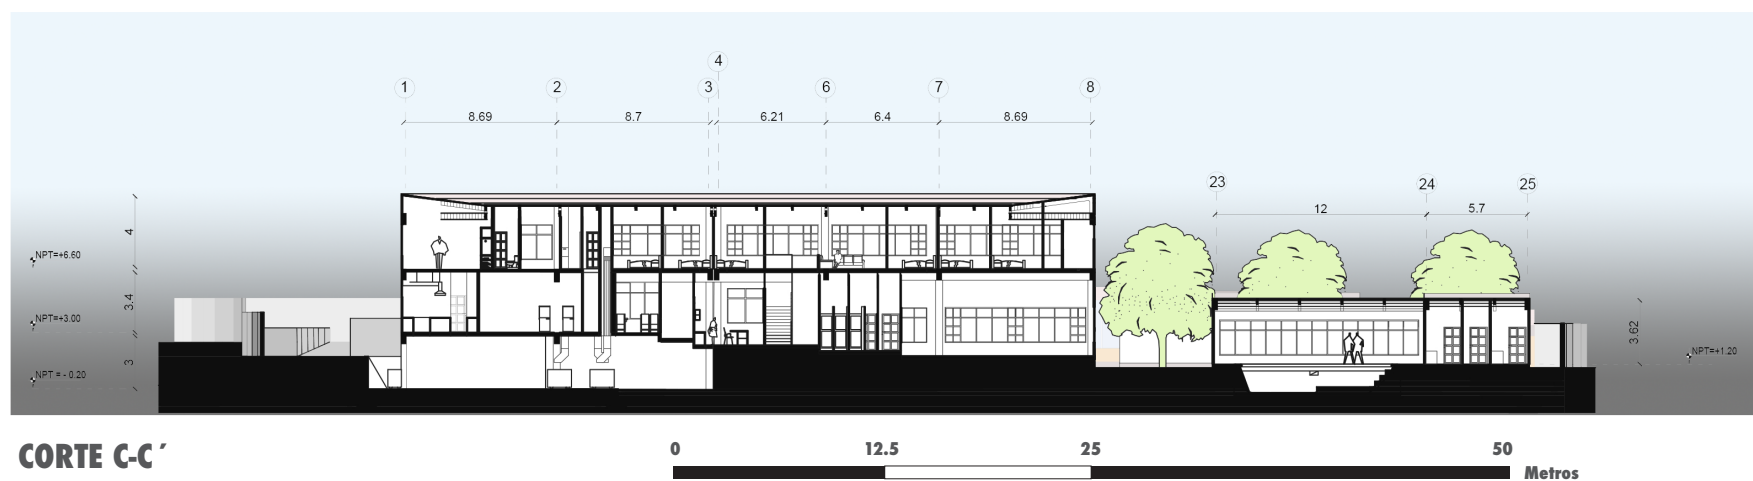 4
1 2 3 6 7 8
8.69 8.7 6.21 6.4 8.69
23 24 25
12 5.7
4
NPT=+6.60
3.4
NPT=+3.00
3
NPT = - 0.20
3.62
NPT=+1.20
CORTE C-C ´
0 12.5 25 50
Metros